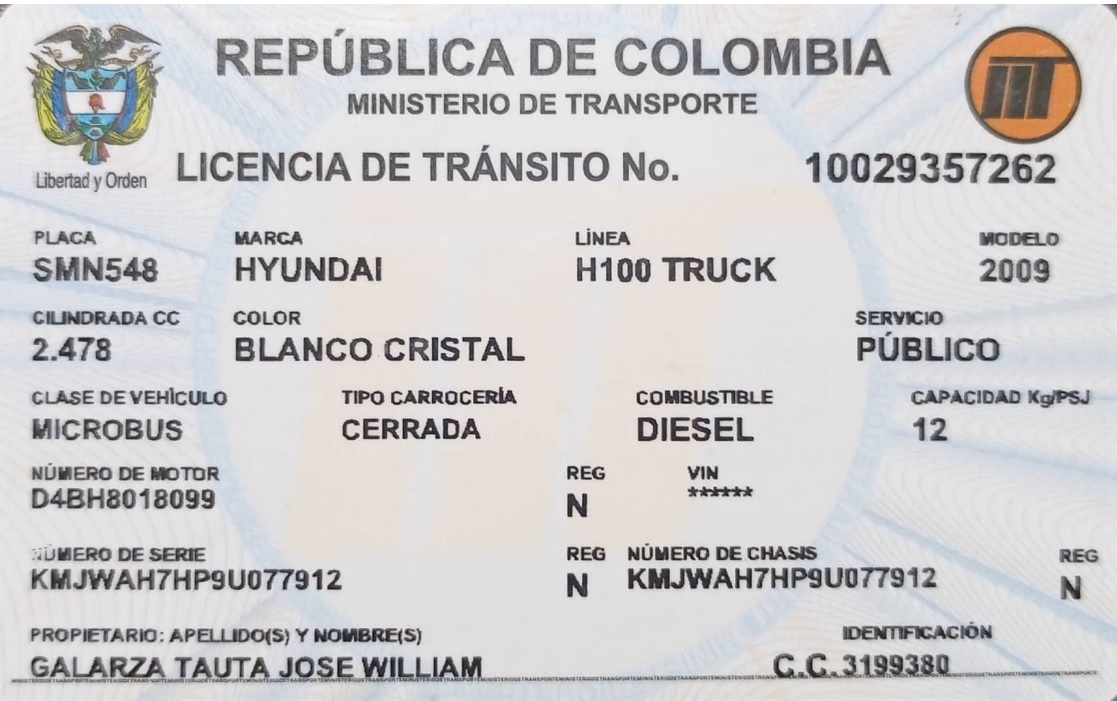 REPÚBLICA DE COLOMBIA
MINISTERIO DE TRANSPORTE
Libertad y Orden
LICENCIA DE TRÁNSITO No. 10029357262
PLACA MARCA LÍNEA MODELO
SMN548 HYUNDAI H100 TRUCK 2009
CILINDRADA CC COLOR SERVICIO
2.478 BLANCO CRISTAL PÚBLICO
CLASE DE VEHÍCULO TIPO CARROCERÍA COMBUSTIBLE CAPACIDAD Kg/PSJ
MICROBUS CERRADA DIESEL 12
NÚMERO DE MOTOR REG VIN
D4BH8018099 N ******
NÚMERO DE SERIE REG NÚMERO DE CHASIS REG
KMJWAH7HP9U077912 N KMJWAH7HP9U077912 N
PROPIETARIO: APELLIDO(S) Y NOMBRE(S) IDENTIFICACIÓN
GALARZA TAUTA JOSE WILLIAM C.C. 3199380